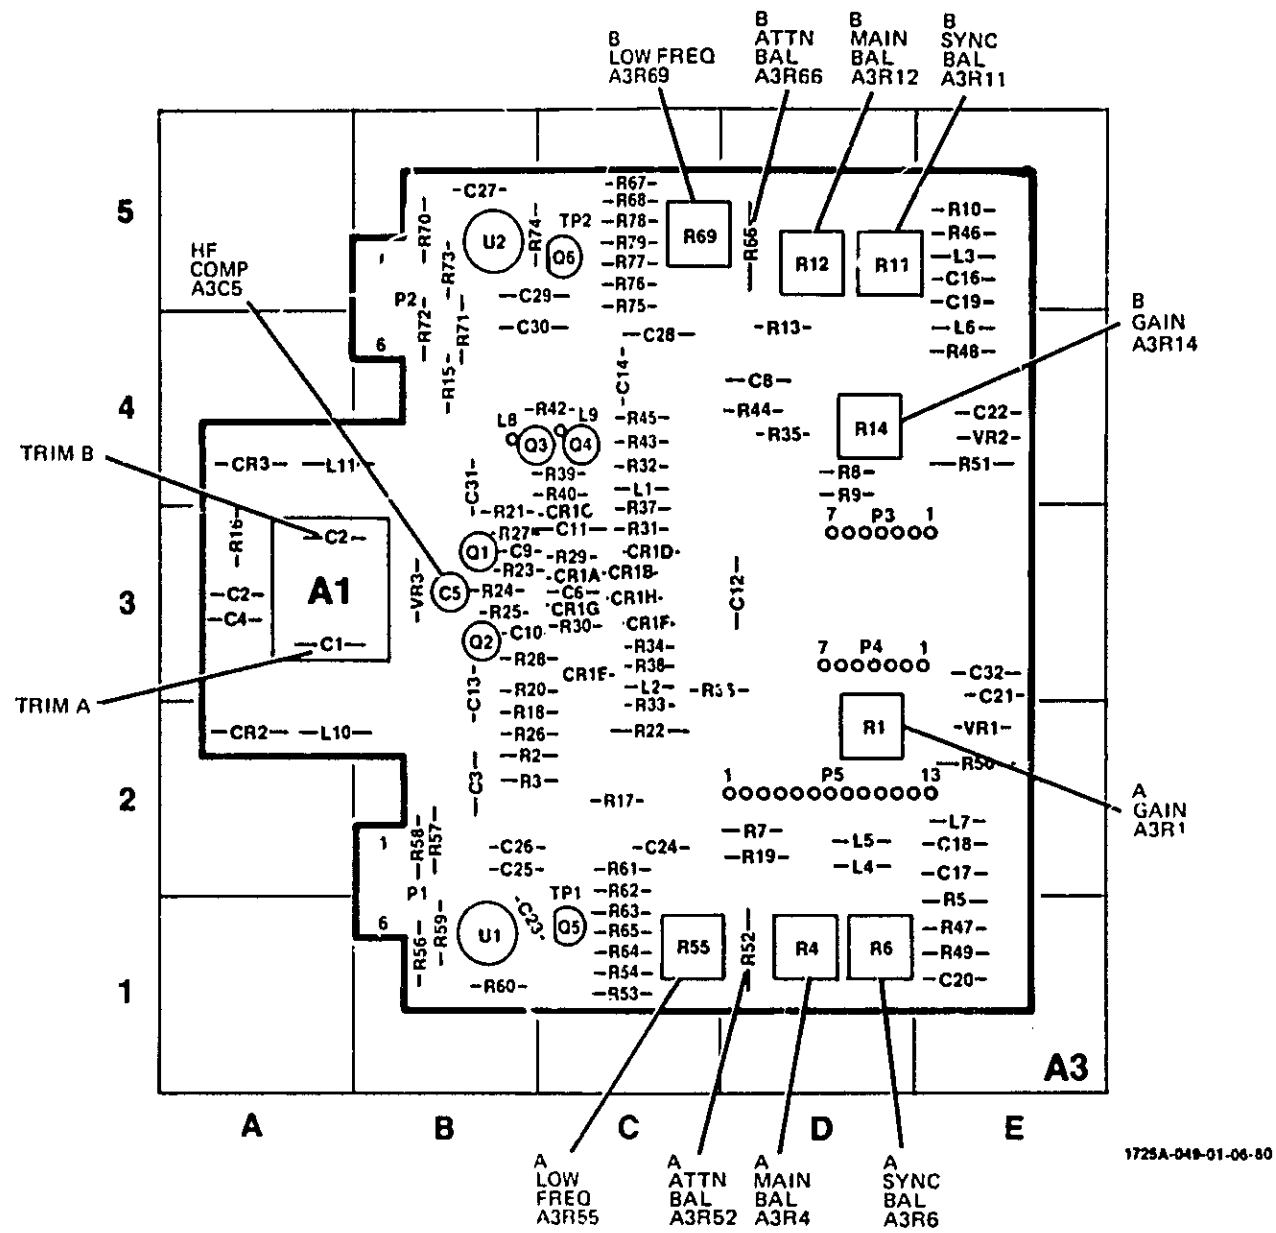 B
LOW FREQ
A3R69
B
ATTN
BAL
A3R66
B
MAIN
BAL
A3R12
B
SYNC
BAL
A3R11
5
HF
COMP
A3C5
C27
R70
U2
R74
TP2
Q6
R67
R68
R78
R79
R77
R76
R75
R69
R66
R12
R11
R10
R46
L3
C16
C19
L6
R48
R73
P2
R72
R71
6
C29
C30
C28
R13
B
GAIN
A3R14
4
R15
C14
C8
R44
R35
R14
C22
VR2
R51
R42
L8
L9
Q3
Q4
R45
R43
R32
L1
R37
R31
R8
R9
TRIM B
CR3
L11
C31
R39
R40
R21
CR1C
R27
C11
7
P3
1
R16
C2
Q1
C9
R29
CR1D
R23
CR1A
CR1B
3
C2
C4
A1
C1
VR3
C5
R24
C6
CR1H
R25
CR1G
C10
R30
CR1F
Q2
R28
R34
R38
C12
7
P4
1
C32
C21
TRIM A
C13
R20
L2
R18
R33
R26
R22
R2
R3
R1
VR1
CR2
L10
C3
1
P5
13
A
GAIN
A3R1
2
R17
R7
R19
L5
L4
L7
C18
C17
R5
1
R58
R57
C26
C25
C24
R61
R62
R63
R65
R64
R54
R53
P1
6
R56
R59
U1
C23
TP1
Q5
R60
R55
R52
R4
R6
R47
R49
C20
1
A3
A
B
C
D
E
1725A-049-01-06-80
A
LOW
FREQ
A3R55
A
ATTN
BAL
A3R52
A
MAIN
BAL
A3R4
A
SYNC
BAL
A3R6